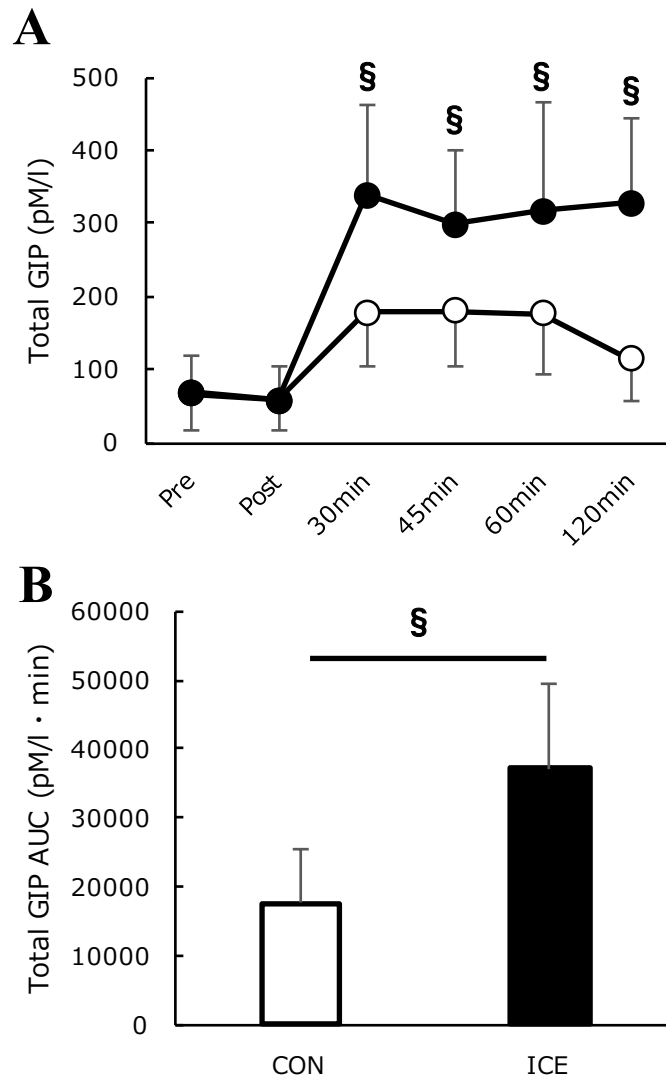 A
Total GIP (pM/l)
500
400
300
200
100
0
§
§
§
§
Pre
Post
30min
45min
60min
120min
B
Total GIP AUC (pM/l・min)
60000
50000
40000
30000
20000
10000
0
§
CON
ICE